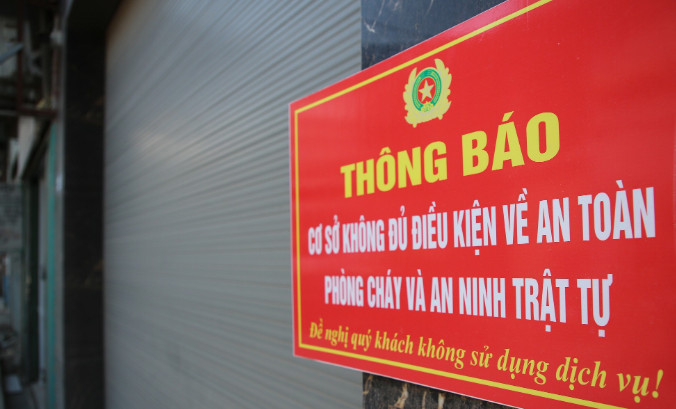 THÔNG BÁO
CƠ SỞ KHÔNG ĐỦ ĐIỀU KIỆN VỀ AN TOÀN
PHÒNG CHÁY VÀ AN NINH TRẬT TỰ
Đề nghị quý khách không sử dụng dịch vụ!